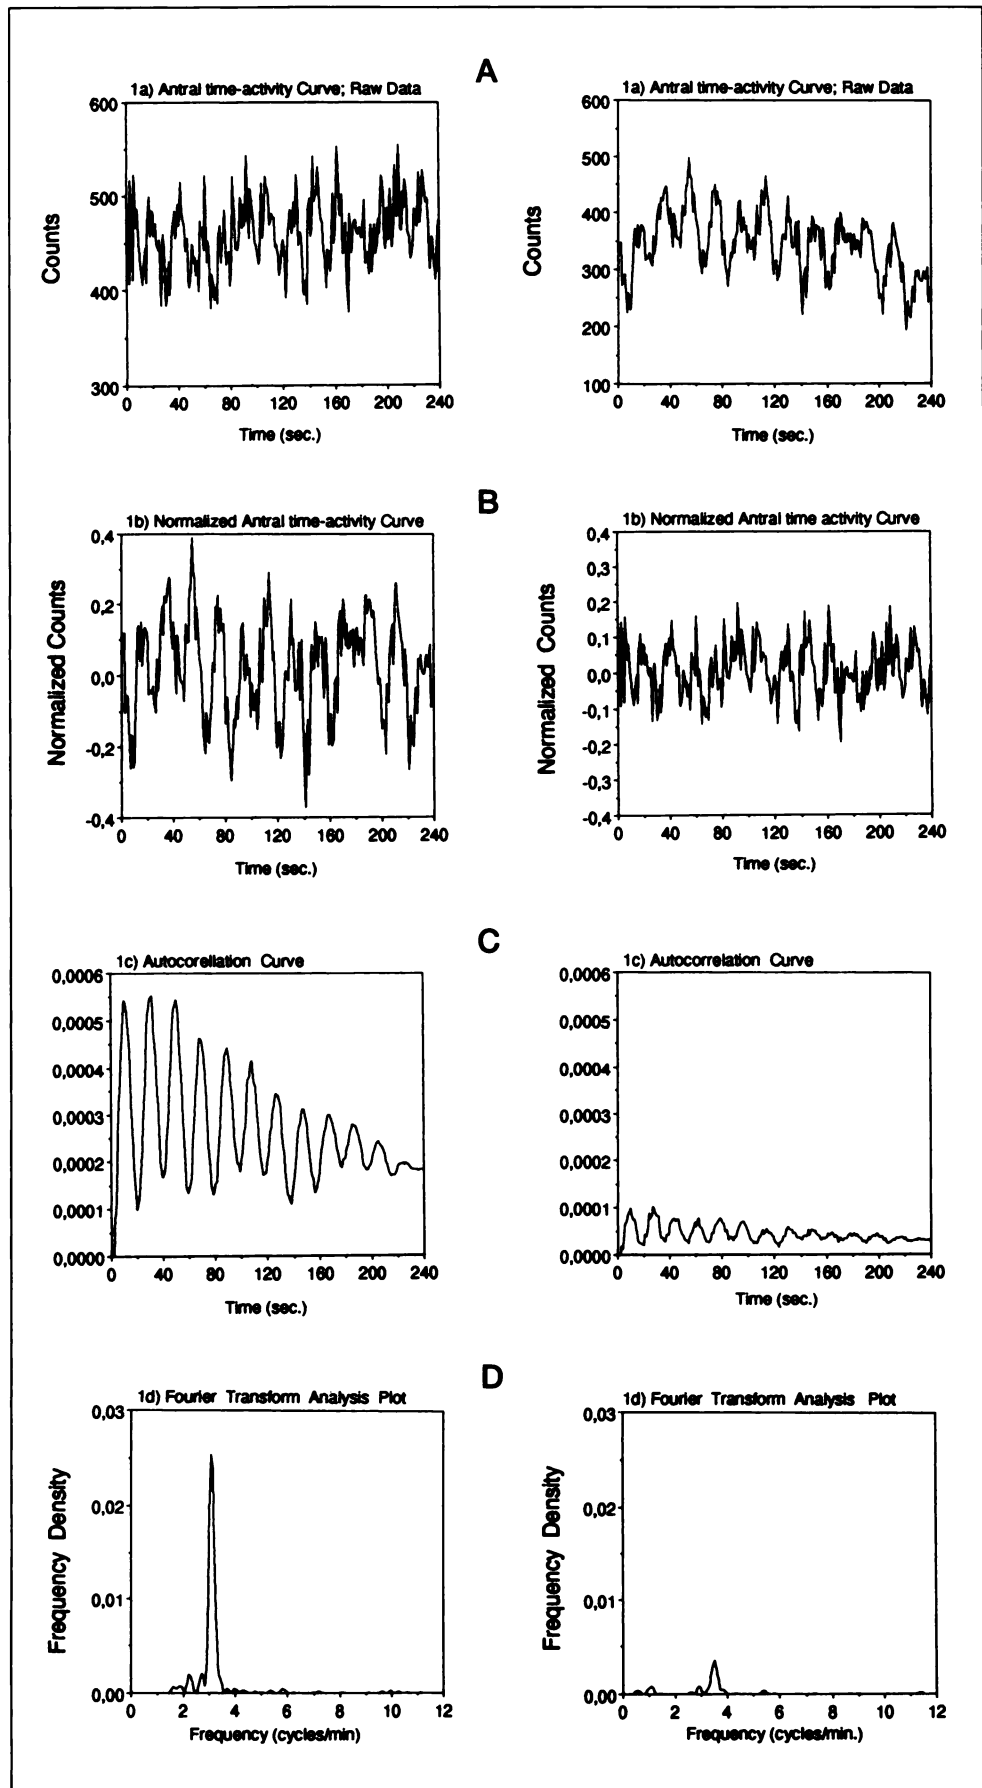 A
1a) Antral time-activity Curve; Raw Data
600
500
400
300
Counts
0 40 80 120 160 200 240
Time (sec.)
1a) Antral time-activity Curve; Raw Data
600
500
400
300
200
100
Counts
0 40 80 120 160 200 240
Time (sec.)
B
1b) Normalized Antral time-activity Curve
0,4
0,2
0,0
-0,2
-0,4
Normalized Counts
0 40 80 120 160 200 240
Time (sec.)
1b) Normalized Antral time activity Curve
0,4
0,3
0,2
0,1
0,0
-0,1
-0,2
-0,3
-0,4
Normalized Counts
0 40 80 120 160 200 240
Time (sec.)
C
1c) Autocorellation Curve
0,0006
0,0005
0,0004
0,0003
0,0002
0,0001
0,0000
0 40 80 120 160 200 240
Time (sec.)
1c) Autocorrelation Curve
0,0006
0,0005
0,0004
0,0003
0,0002
0,0001
0,0000
0 40 80 120 160 200 240
Time (sec.)
D
1d) Fourier Transform Analysis Plot
0,03
0,02
0,01
0,00
Frequency Density
0 2 4 6 8 10 12
Frequency (cycles/min)
1d) Fourier Transform Analysis Plot
0,03
0,02
0,01
0,00
Frequency Density
0 2 4 6 8 10 12
Frequency (cycles/min.)